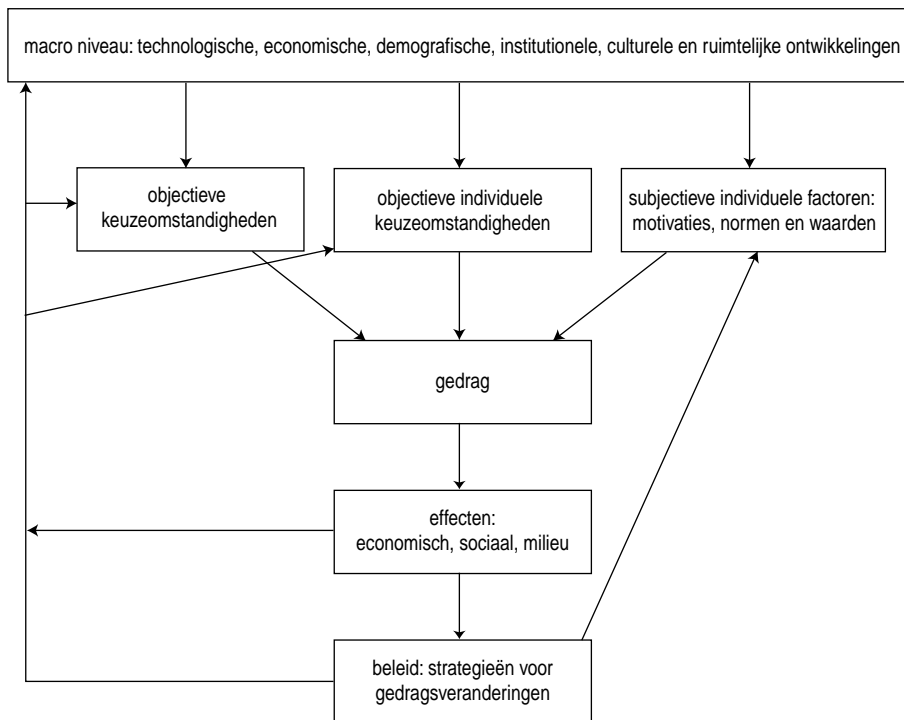 macro niveau: technologische, economische, demografische, institutionele, culturele en ruimtelijke ontwikkelingen
objectieve
keuzeomstandigheden
objectieve individuele
keuzeomstandigheden
subjectieve individuele factoren:
motivaties, normen en waarden
gedrag
effecten:
economisch, sociaal, milieu
beleid: strategieën voor
gedragsveranderingen